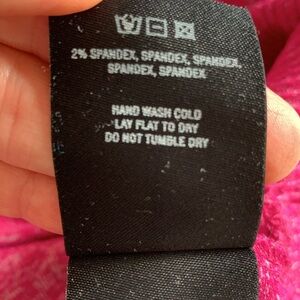 2% SPANDEX, SPANDEX, SPANDEX,
SPANDEX, SPANDEX
HAND WASH COLD
LAY FLAT TO DRY
DO NOT TUMBLE DRY